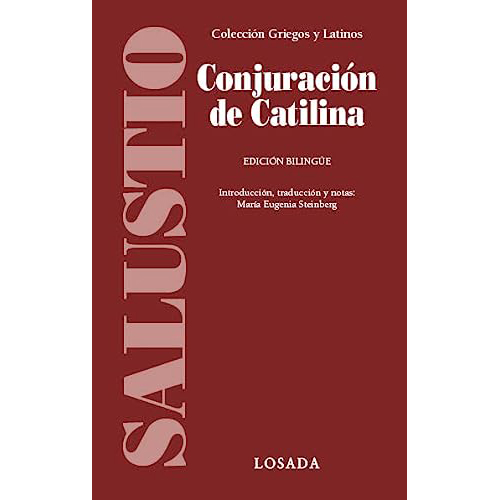 Colección Griegos y Latinos
SALUSTIO
Conjuración
de Catilina
EDICIÓN BILINGÜE
Introducción, traducción y notas:
María Eugenia Steinberg
LOSADA